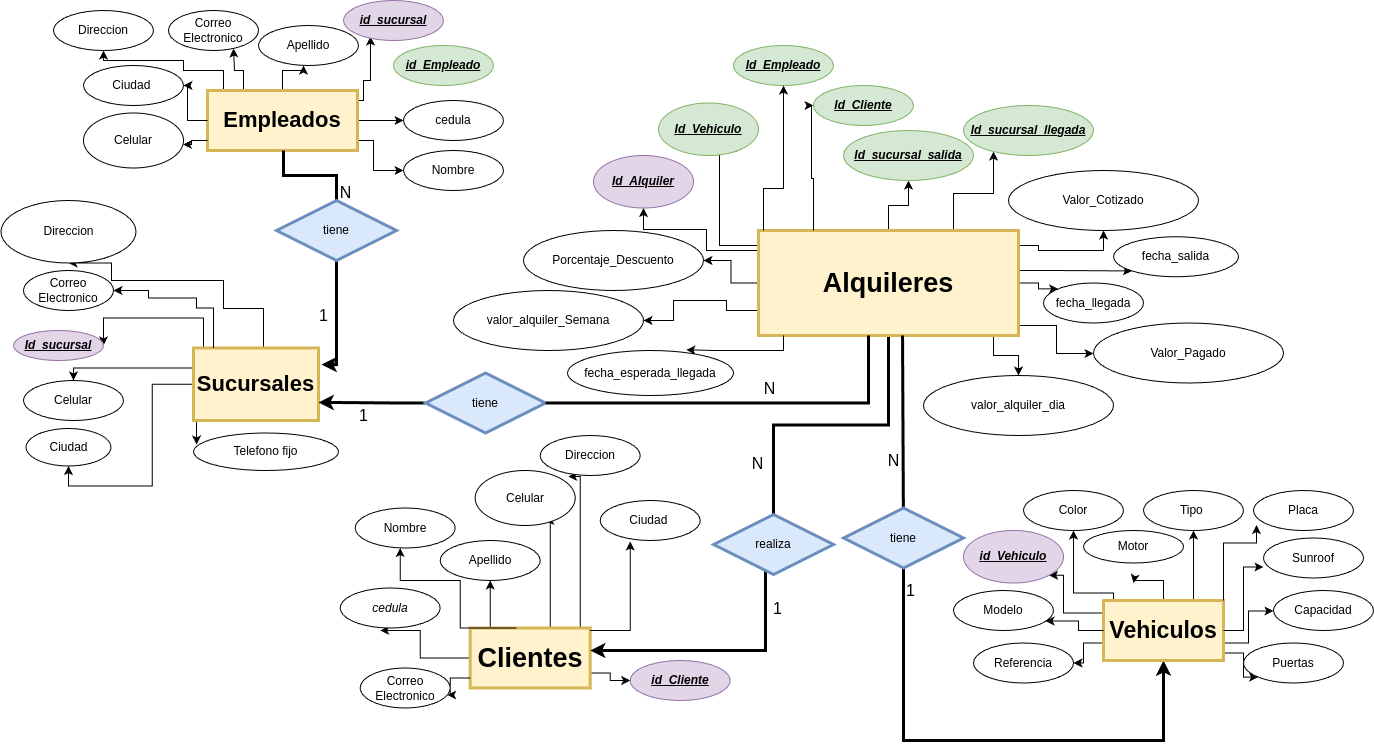 Direccion
Correo
Electronico
Apellido
id_sucursal
id_Empleado
Ciudad
Celular
Empleados
cedula
Nombre
N
tiene
1
Direccion
Correo
Electronico
Id_sucursal
Celular
Ciudad
Sucursales
Telefono fijo
1
tiene
N
Id_Empleado
Id_Cliente
Id_Vehiculo
Id_sucursal_salida
Id_sucursal_llegada
Id_Alquiler
Valor_Cotizado
Porcentaje_Descuento
fecha_salida
Alquileres
fecha_llegada
valor_alquiler_Semana
Valor_Pagado
fecha_esperada_llegada
valor_alquiler_dia
N
N
realiza
tiene
1
1
Direccion
Celular
Ciudad
Nombre
Apellido
cedula
Clientes
Correo
Electronico
id_Cliente
Color
Tipo
Placa
id_Vehiculo
Motor
Sunroof
Modelo
Capacidad
Vehiculos
Referencia
Puertas